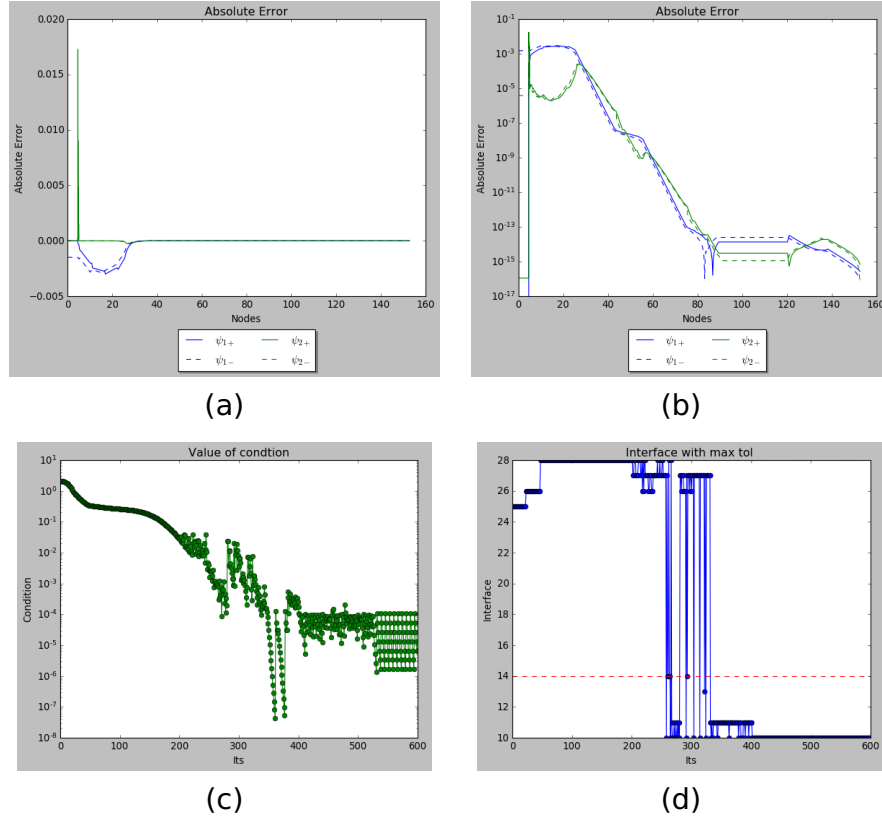 Absolute Error
0.020
0.015
0.010
0.005
0.000
−0.005
Absolute Error
0 20 40 60 80 100 120 140 160
Nodes
ψ1+ ψ2+
ψ1− ψ2−
(a)
Absolute Error
10^-1
10^-3
10^-5
10^-7
10^-9
10^-11
10^-13
10^-15
10^-17
Absolute Error
0 20 40 60 80 100 120 140 160
Nodes
ψ1+ ψ2+
ψ1− ψ2−
(b)
Value of condtion
10^1
10^0
10^-1
10^-2
10^-3
10^-4
10^-5
10^-6
10^-7
10^-8
Condition
0 100 200 300 400 500 600
Its
(c)
Interface with max tol
28
26
24
22
20
18
16
14
12
10
Interface
0 100 200 300 400 500 600
Its
(d)